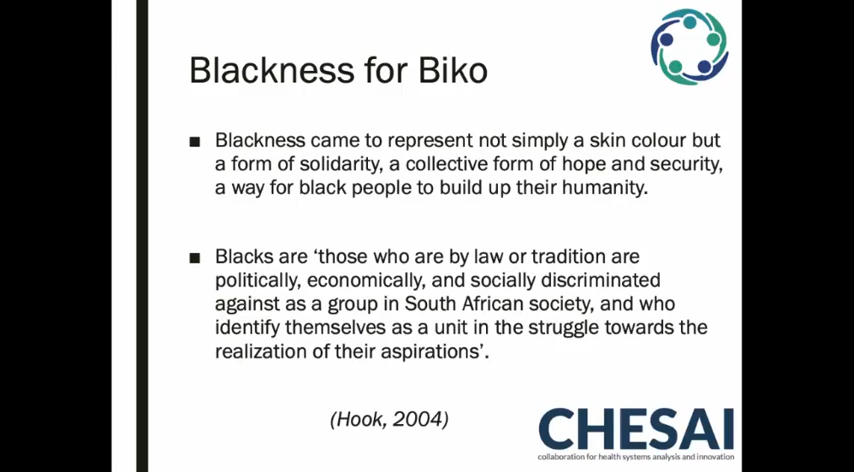 Blackness for Biko
■ Blackness came to represent not simply a skin colour but
a form of solidarity, a collective form of hope and security,
a way for black people to build up their humanity.
■ Blacks are ‘those who are by law or tradition are
politically, economically, and socially discriminated
against as a group in South African society, and who
identify themselves as a unit in the struggle towards the
realization of their aspirations’.
(Hook, 2004)
CHESAI
collaboration for health systems analysis and innovation